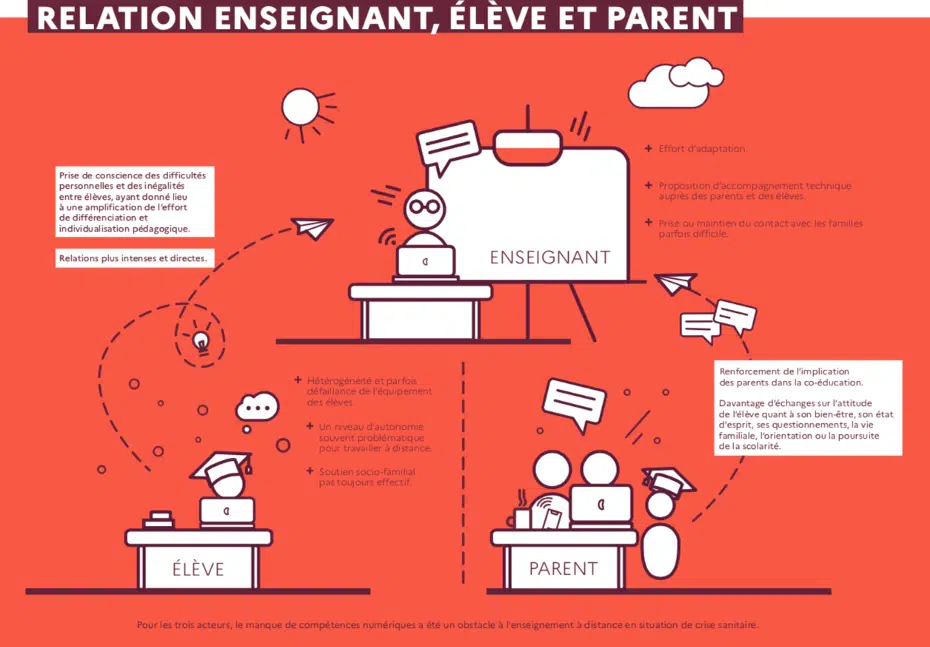 RELATION ENSEIGNANT, ÉLÈVE ET PARENT
Prise de conscience des difficultés
personnelles et des inégalités
entre élèves, ayant donné lieu
à une amplification de l'effort
de différenciation et
individualisation pédagogique.
Relations plus intenses et directes.
ENSEIGNANT
+ Effort d'adaptation.
+ Proposition d'accompagnement technique
auprès des parents et des élèves.
+ Prise ou maintien du contact avec les familles
parfois difficile.
+ Hétérogénéité et parfois
défaillance de l'équipement
des élèves.
+ Un niveau d'autonomie
souvent problématique
pour travailler à distance.
+ Soutien socio-familial
pas toujours effectif.
Renforcement de l'implication
des parents dans la co-éducation.
Davantage d'échanges sur l'attitude
de l'élève quant à son bien-être, son état
d'esprit, ses questionnements, la vie
familiale, l'orientation ou la poursuite
de la scolarité.
ÉLÈVE
PARENT
Pour les trois acteurs, le manque de compétences numériques a été un obstacle à l'enseignement à distance en situation de crise sanitaire.